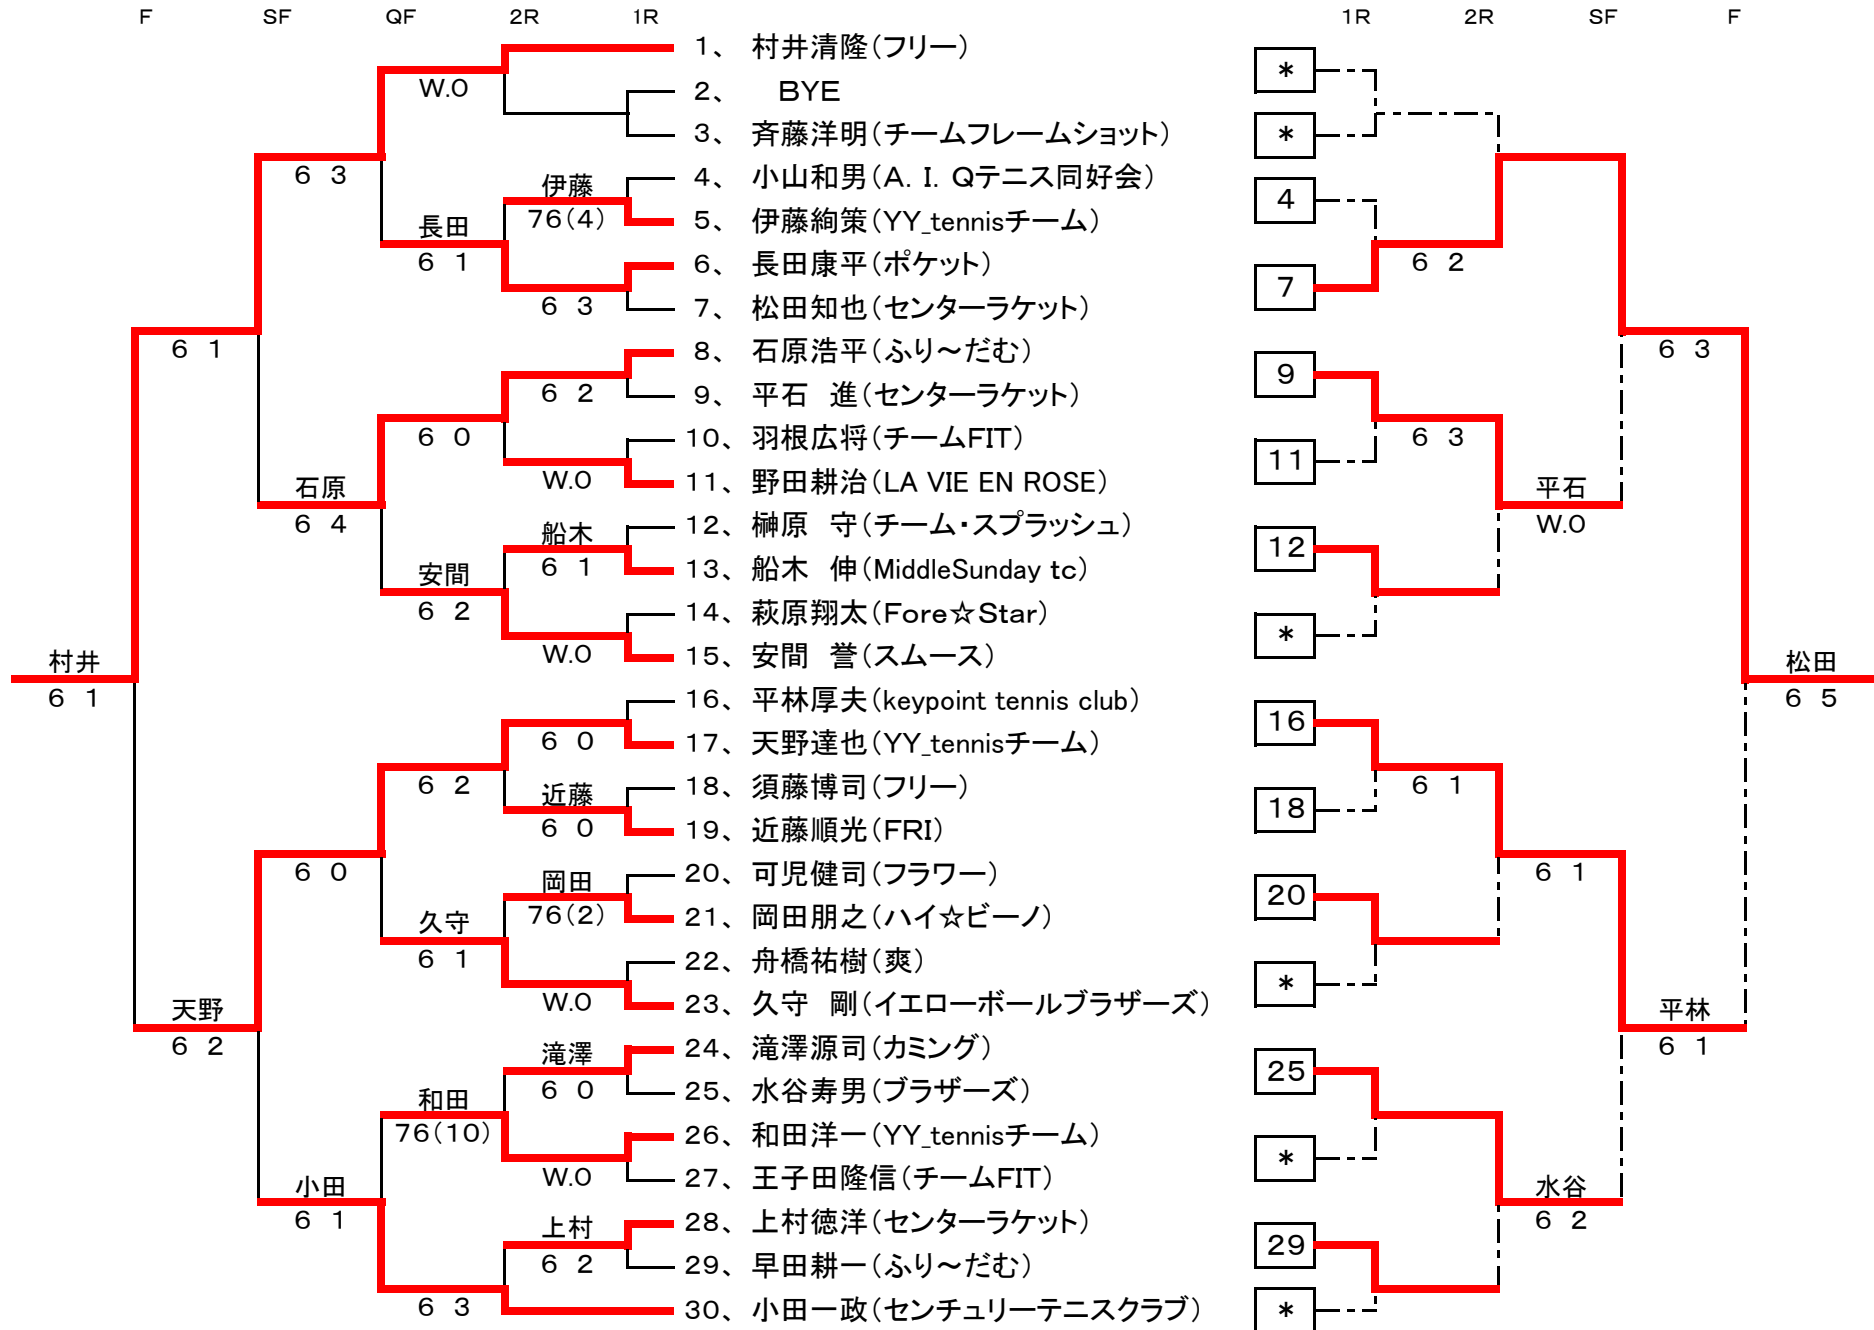 F SF QF 2R 1R 1R 2R SF F
1、 村井清隆（フリー） *
W.O 2、 BYE
3、 斉藤洋明（チームフレームショット） *
6 3 伊藤 4、 小山和男（A. I. Qテニス同好会） 4
長田 76(4) 5、 伊藤絢策（YY_tennisチーム）
6 1 6、 長田康平（ポケット） 6 2
6 3 7、 松田知也（センターラケット） 7
6 1 8、 石原浩平（ふり～だむ） 6 3
6 2 9、 平石 進（センターラケット） 9
6 0 10、 羽根広将（チームFIT） 6 3
石原 W.O 11、 野田耕治（LA VIE EN ROSE） 11 平石
6 4 船木 12、 榊原 守（チーム・スプラッシュ） 12 W.O
安間 6 1 13、 船木 伸（MiddleSunday tc）
6 2 14、 萩原翔太（Fore☆Star） *
村井 W.O 15、 安間 誉（スムース） 松田
6 1 16、 平林厚夫（keypoint tennis club） 16 6 5
6 0 17、 天野達也（YY_tennisチーム）
6 2 近藤 18、 須藤博司（フリー） 18 6 1
6 0 19、 近藤順光（FRI）
6 0 岡田 20、 可児健司（フラワー） 20 6 1
久守 76(2) 21、 岡田朋之（ハイ☆ビーノ）
6 1 22、 舟橋祐樹（爽） *
天野 W.O 23、 久守 剛（イエローボールブラザーズ） 平林
6 2 滝澤 24、 滝澤源司（カミング） 25 6 1
和田 6 0 25、 水谷寿男（ブラザーズ）
76(10) 26、 和田洋一（YY_tennisチーム） *
小田 W.O 27、 王子田隆信（チームFIT） 水谷
6 1 上村 28、 上村徳洋（センターラケット） 29 6 2
6 2 29、 早田耕一（ふり～だむ）
6 3 30、 小田一政（センチュリーテニスクラブ） *